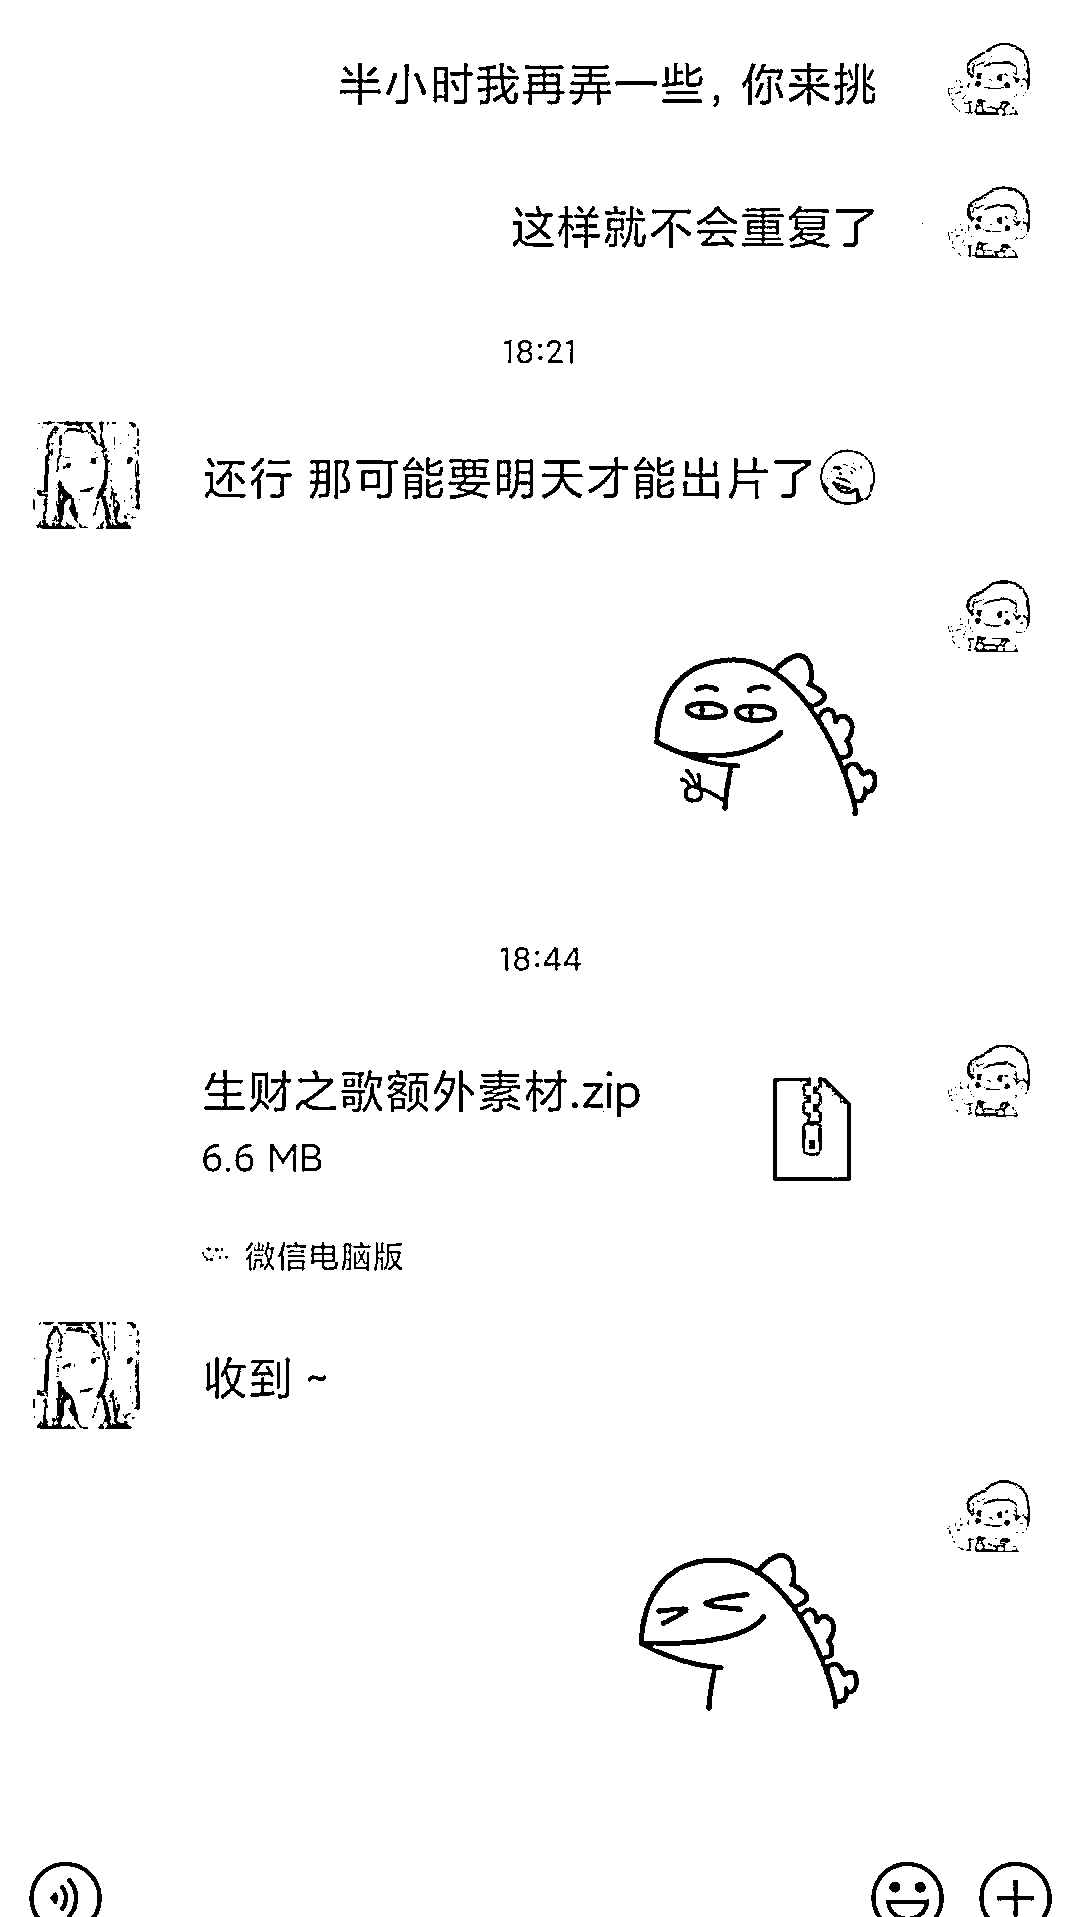 半小时我再弄一些，你来挑
这样就不会重复了
18:21
还行 那可能要明天才能出片了
18:44
生财之歌额外素材.zip
6.6 MB
微信电脑版
收到 ~